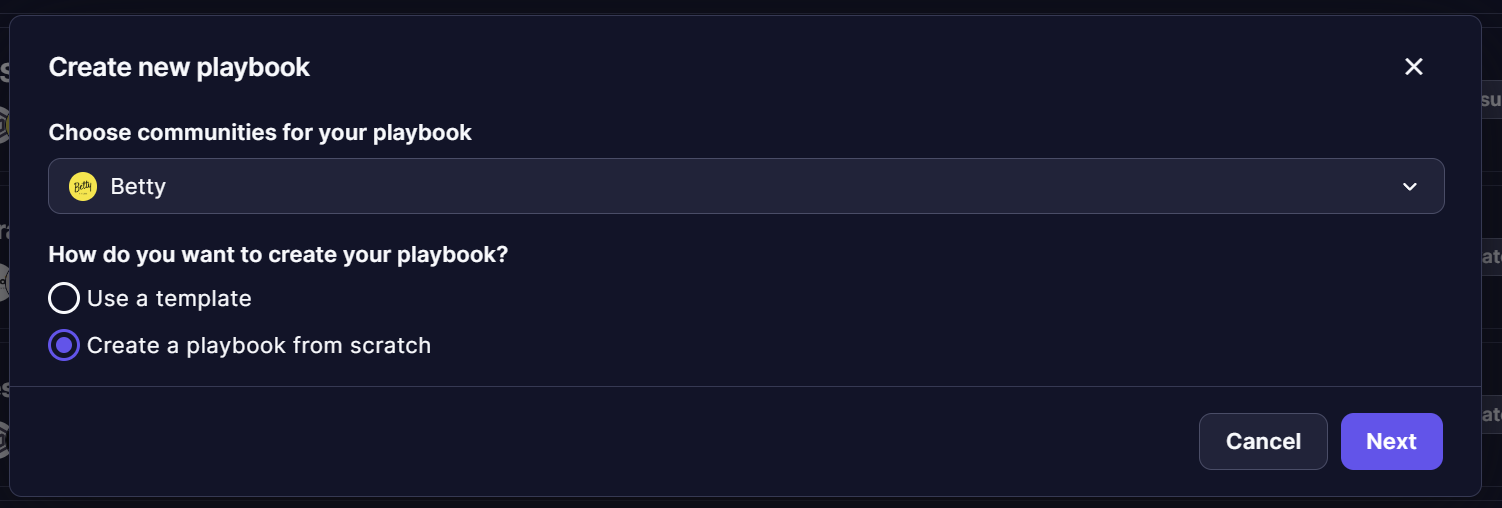 Create new playbook
Choose communities for your playbook
Betty
Betty
How do you want to create your playbook?
Use a template
Create a playbook from scratch
Cancel
Next